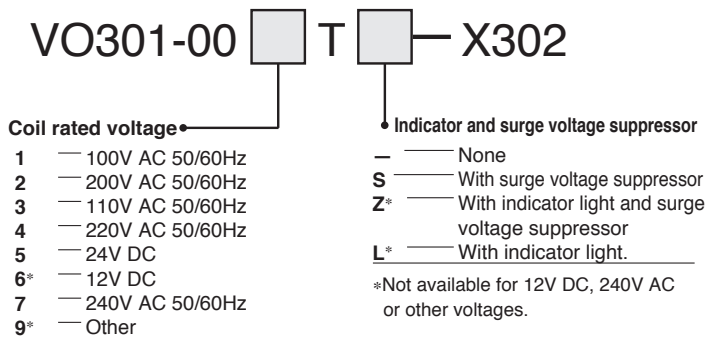 VO301-00 T — X302
Coil rated voltage
1 — 100V AC 50/60Hz
2 — 200V AC 50/60Hz
3 — 110V AC 50/60Hz
4 — 220V AC 50/60Hz
5 — 24V DC
6* — 12V DC
7 — 240V AC 50/60Hz
9* — Other
Indicator and surge voltage suppressor
— — None
S — With surge voltage suppressor
Z* — With indicator light and surge
voltage suppressor
L* — With indicator light.
*Not available for 12V DC, 240V AC
or other voltages.